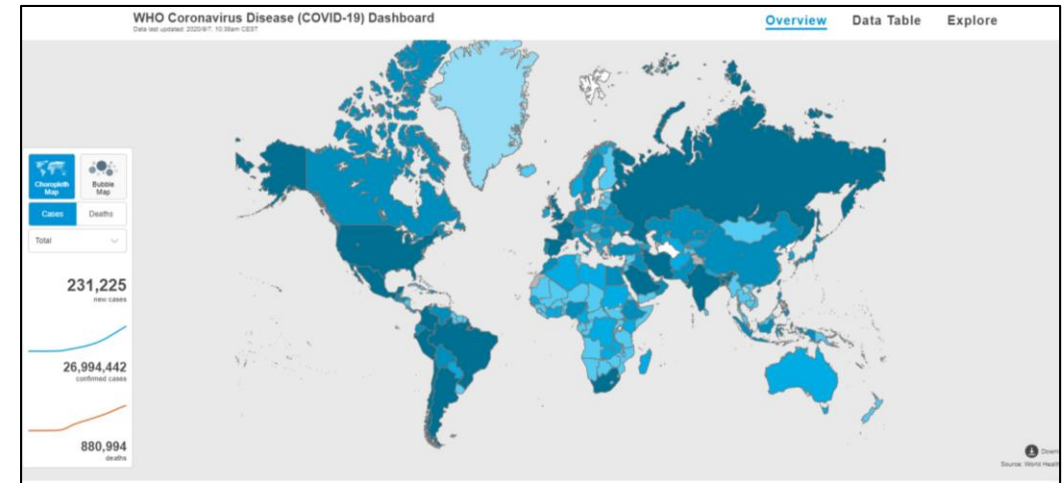 WHO Coronavirus Disease (COVID-19) Dashboard
Data last updated: 2020/9/7, 10:38am CEST
Overview Data Table Explore
Choropleth
Map
Bubble
Map
Cases Deaths
Total
231,225
new cases
26,994,442
confirmed cases
880,994
deaths
Down
Source: World Healt